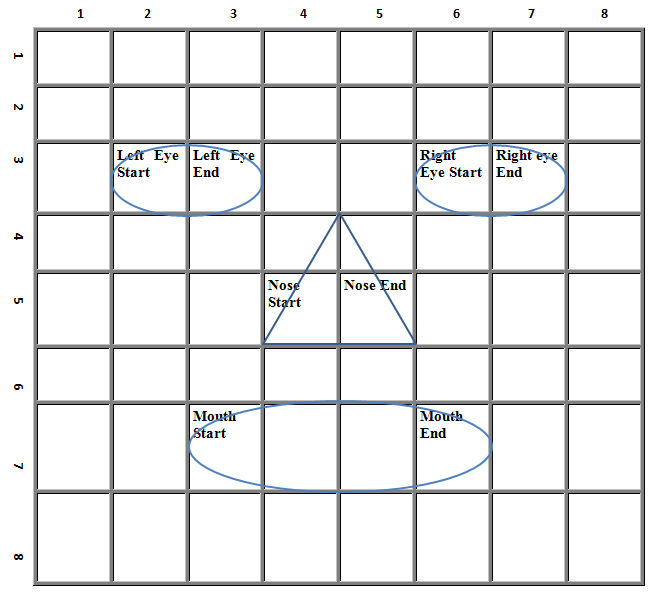 1 2 3 4 5 6 7 8
1
2
3
Left Eye
Start
Left Eye
End
Right
Eye Start
Right eye
End
4
5
Nose
Start
Nose End
6
7
Mouth
Start
Mouth
End
8